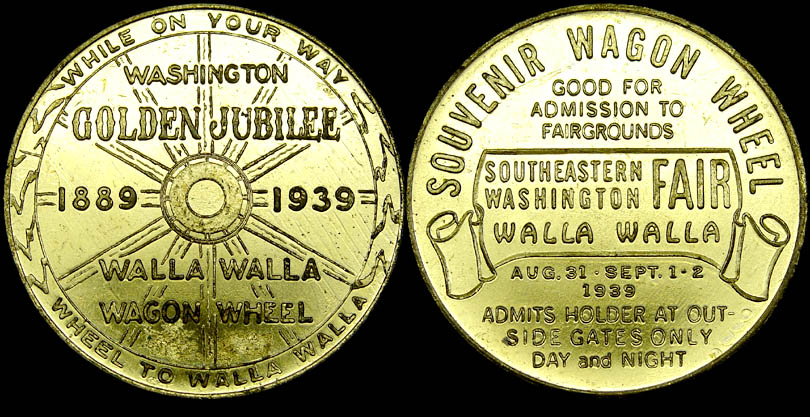 WHILE ON YOUR WAY
WASHINGTON
GOLDEN JUBILEE
1889 1939
WALLA WALLA
WAGON WHEEL
WHEEL TO WALLA WALLA
SOUVENIR WAGON WHEEL
GOOD FOR
ADMISSION TO
FAIRGROUNDS
SOUTHEASTERN
WASHINGTON FAIR
WALLA WALLA
AUG. 31 · SEPT. 1 · 2
1939
ADMITS HOLDER AT OUT-
SIDE GATES ONLY
DAY and NIGHT